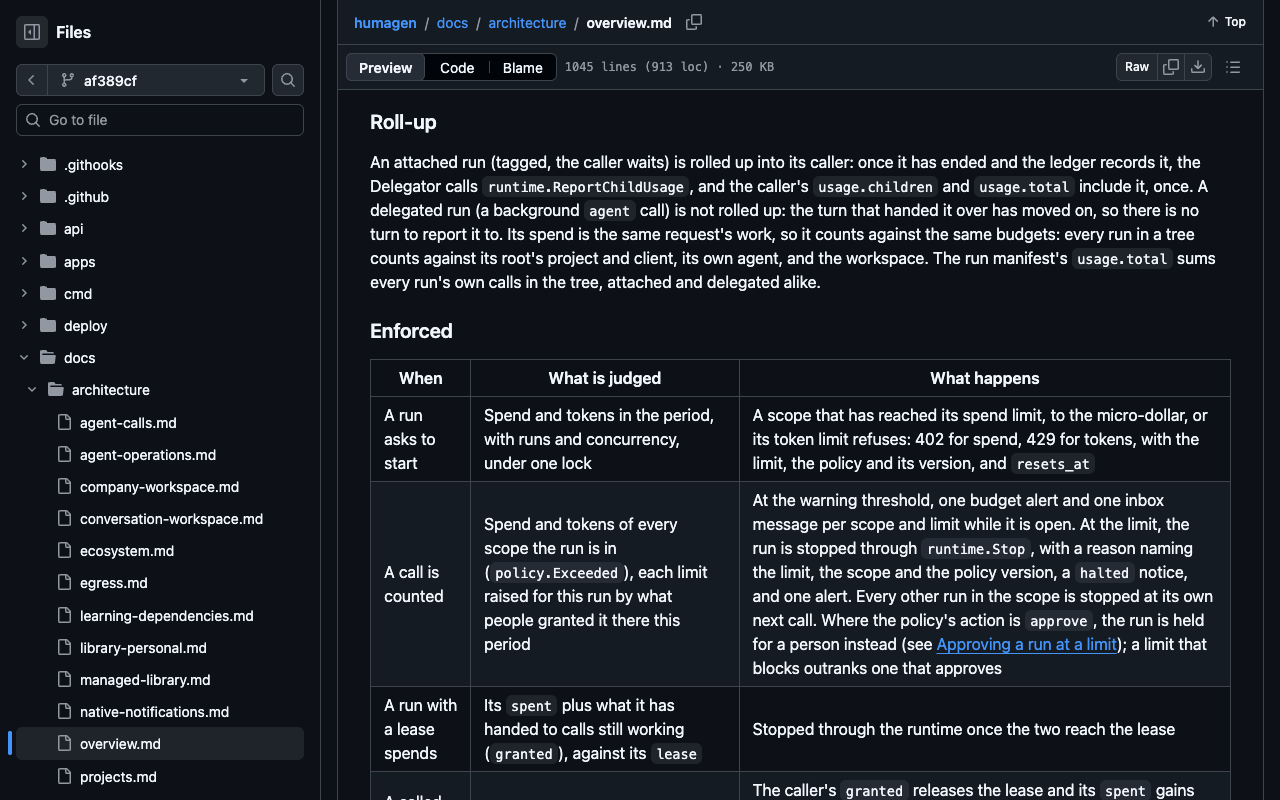 Files
af389cf
Go to file
.githooks
.github
api
apps
cmd
deploy
docs
architecture
agent-calls.md
agent-operations.md
company-workspace.md
conversation-workspace.md
ecosystem.md
egress.md
learning-dependencies.md
library-personal.md
managed-library.md
native-notifications.md
overview.md
projects.md
humagen / docs / architecture / overview.md
Top
Preview Code Blame 1045 lines (913 loc) · 250 KB
Raw
Roll-up
An attached run (tagged, the caller waits) is rolled up into its caller: once it has ended and the ledger records it, the
Delegator calls runtime.ReportChildUsage, and the caller's usage.children and usage.total include it, once. A
delegated run (a background agent call) is not rolled up: the turn that handed it over has moved on, so there is no
turn to report it to. Its spend is the same request's work, so it counts against the same budgets: every run in a tree
counts against its root's project and client, its own agent, and the workspace. The run manifest's usage.total sums
every run's own calls in the tree, attached and delegated alike.
Enforced
When What is judged What happens
A run
asks to
start
Spend and tokens in the period,
with runs and concurrency,
under one lock
A scope that has reached its spend limit, to the micro-dollar, or
its token limit refuses: 402 for spend, 429 for tokens, with the
limit, the policy and its version, and resets_at
A call is
counted
Spend and tokens of every
scope the run is in
(policy.Exceeded), each limit
raised for this run by what
people granted it there this
period
At the warning threshold, one budget alert and one inbox
message per scope and limit while it is open. At the limit, the
run is stopped through runtime.Stop, with a reason naming
the limit, the scope and the policy version, a halted notice,
and one alert. Every other run in the scope is stopped at its own
next call. Where the policy's action is approve, the run is held
for a person instead (see Approving a run at a limit); a limit that
blocks outranks one that approves
A run with
a lease
spends
Its spent plus what it has
handed to calls still working
(granted), against its lease
Stopped through the runtime once the two reach the lease
A called
The caller's granted releases the lease and its spent gains